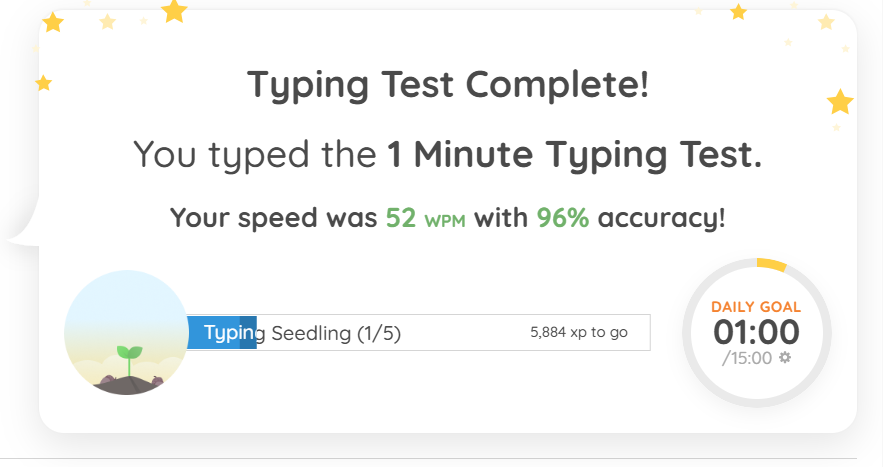 Typing Test Complete!
You typed the 1 Minute Typing Test.
Your speed was 52 WPM with 96% accuracy!
Typing Seedling (1/5) 5,884 xp to go
DAILY GOAL
01:00
/15:00